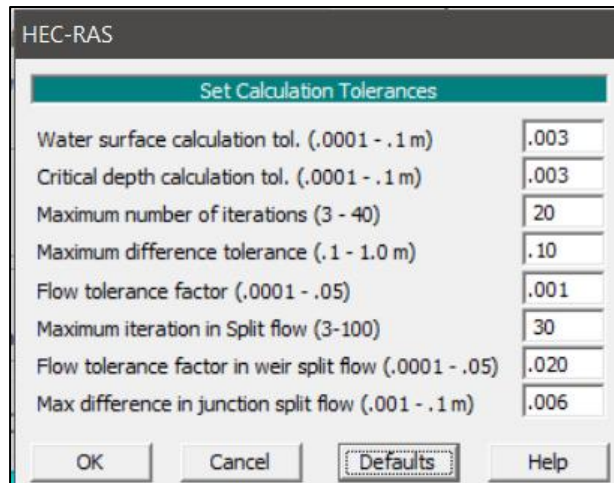 HEC-RAS
Set Calculation Tolerances
Water surface calculation tol. (.0001 - .1 m) .003
Critical depth calculation tol. (.0001 - .1 m) .003
Maximum number of iterations (3 - 40) 20
Maximum difference tolerance (.1 - 1.0 m) .10
Flow tolerance factor (.0001 - .05) .001
Maximum iteration in Split flow (3-100) 30
Flow tolerance factor in weir split flow (.0001 - .05) .020
Max difference in junction split flow (.001 - .1 m) .006
OK Cancel Defaults Help